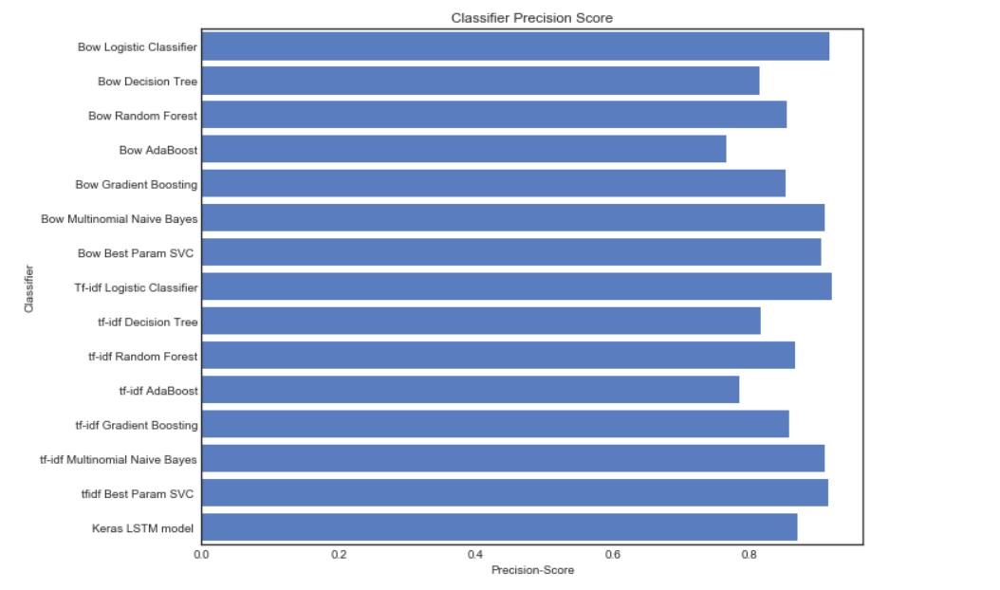 Classifier Precision Score
Bow Logistic Classifier
Bow Decision Tree
Bow Random Forest
Bow AdaBoost
Bow Gradient Boosting
Bow Multinomial Naive Bayes
Bow Best Param SVC
Classifier
Tf-idf Logistic Classifier
tf-idf Decision Tree
tf-idf Random Forest
tf-idf AdaBoost
tf-idf Gradient Boosting
tf-idf Multinomial Naive Bayes
tfidf Best Param SVC
Keras LSTM model
0.0 0.2 0.4 0.6 0.8
Precision-Score